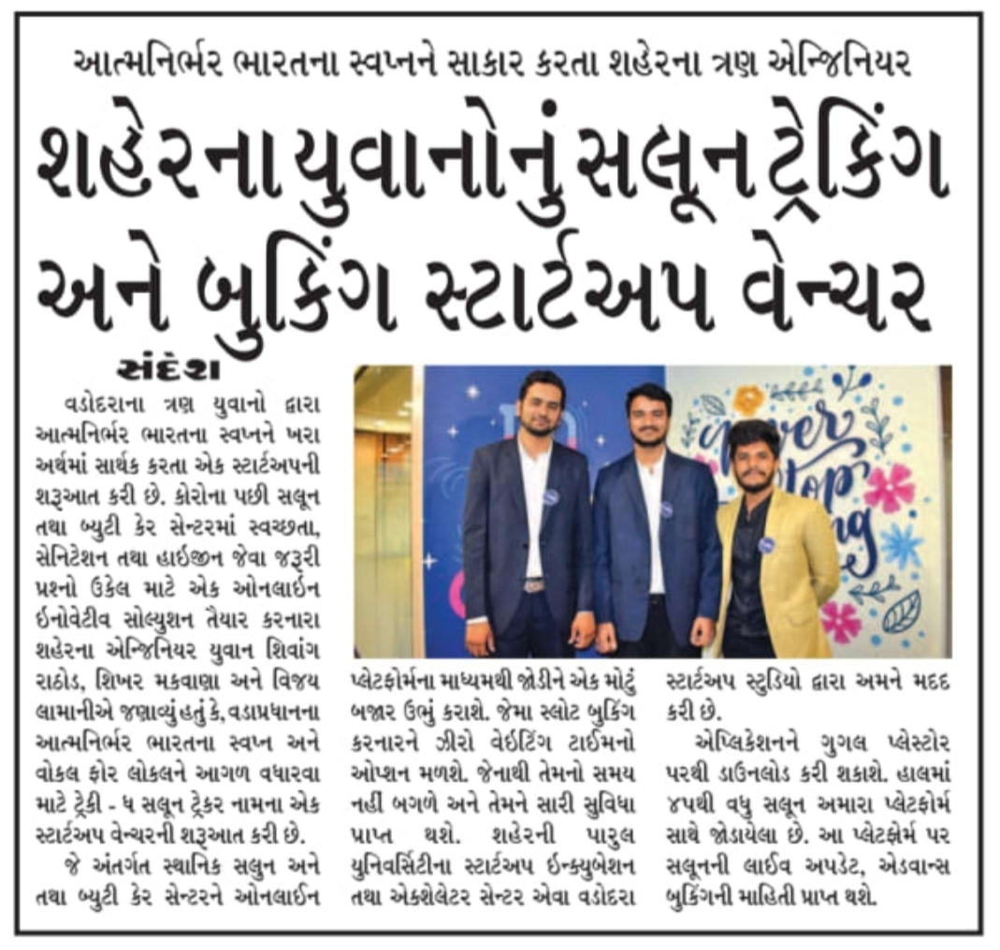 આત્મનિર્ભર ભારતના સ્વપ્નને સાકાર કરતા શહેરના ત્રણ એન્જિનિયર
શહેરના યુવાનોનું સલૂન ટ્રેકિંગ
અને બુકિંગ સ્ટાર્ટઅપ વેન્ચર
સંદેશ
વડોદરાના ત્રણ યુવાનો દ્વારા
આત્મનિર્ભર ભારતના સ્વપ્નને ખરા
અર્થમાં સાર્થક કરતા એક સ્ટાર્ટઅપની
શરૂઆત કરી છે. કોરોના પછી સલૂન
તથા બ્યુટી કેર સેન્ટરમાં સ્વચ્છતા,
સેનિટેશન તથા હાઇજીન જેવા જરૂરી
પ્રશ્નો ઉકેલ માટે એક ઓનલાઇન
ઇનોવેટીવ સોલ્યુશન તૈયાર કરનારા
શહેરના એન્જિનિયર યુવાન શિવાંગ
રાઠોડ, શિખર મકવાણા અને વિજય
લામાનીએ જણાવ્યું હતું કે, વડાપ્રધાનના
આત્મનિર્ભર ભારતના સ્વપ્ન અને
વોકલ ફોર લોકલને આગળ વધારવા
માટે ટ્રેકી - ધ સલૂન ટ્રેકર નામના એક
સ્ટાર્ટઅપ વેન્ચરની શરૂઆત કરી છે.
જે અંતર્ગત સ્થાનિક સલુન અને
તથા બ્યુટી કેર સેન્ટરને ઓનલાઈન
never
stop
પ્લેટફોર્મના માધ્યમથી જોડીને એક મોટું
બજાર ઉભું કરાશે. જેમા સ્લોટ બુકિંગ
કરનારને ઝીરો વેઇટિંગ ટાઈમનો
ઓપ્શન મળશે. જેનાથી તેમનો સમય
નહીં બગળે અને તેમને સારી સુવિધા
પ્રાપ્ત થશે. શહેરની પારુલ
યુનિવર્સિટીના સ્ટાર્ટઅપ ઇન્ક્યુબેશન
તથા એક્શેલેટર સેન્ટર એવા વડોદરા
સ્ટાર્ટઅપ સ્ટુડિયો દ્વારા અમને મદદ
કરી છે.
એપ્લિકેશનને ગુગલ પ્લેસ્ટોર
પરથી ડાઉનલોડ કરી શકાશે. હાલમાં
૪૫થી વધુ સલૂન અમારા પ્લેટફોર્મ
સાથે જોડાયેલા છે. આ પ્લેટફોર્મ પર
સલૂનની લાઈવ અપડેટ, એડવાન્સ
બુકિંગની માહિતી પ્રાપ્ત થશે.